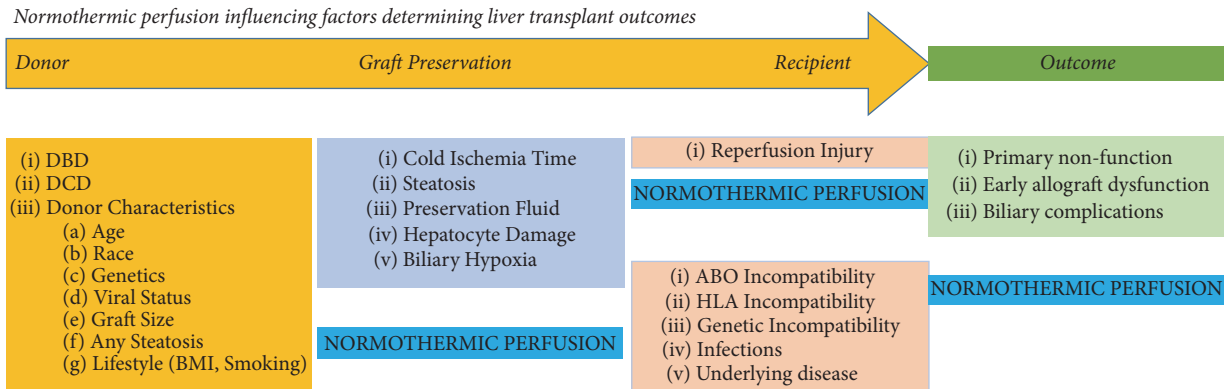 Normothermic perfusion influencing factors determining liver transplant outcomes
Donor
Graft Preservation
Recipient
Outcome
(i) DBD
(ii) DCD
(iii) Donor Characteristics
(a) Age
(b) Race
(c) Genetics
(d) Viral Status
(e) Graft Size
(f) Any Steatosis
(g) Lifestyle (BMI, Smoking)
(i) Cold Ischemia Time
(ii) Steatosis
(iii) Preservation Fluid
(iv) Hepatocyte Damage
(v) Biliary Hypoxia
NORMOTHERMIC PERFUSION
(i) Reperfusion Injury
NORMOTHERMIC PERFUSION
(i) ABO Incompatibility
(ii) HLA Incompatibility
(iii) Genetic Incompatibility
(iv) Infections
(v) Underlying disease
(i) Primary non-function
(ii) Early allograft dysfunction
(iii) Biliary complications
NORMOTHERMIC PERFUSION